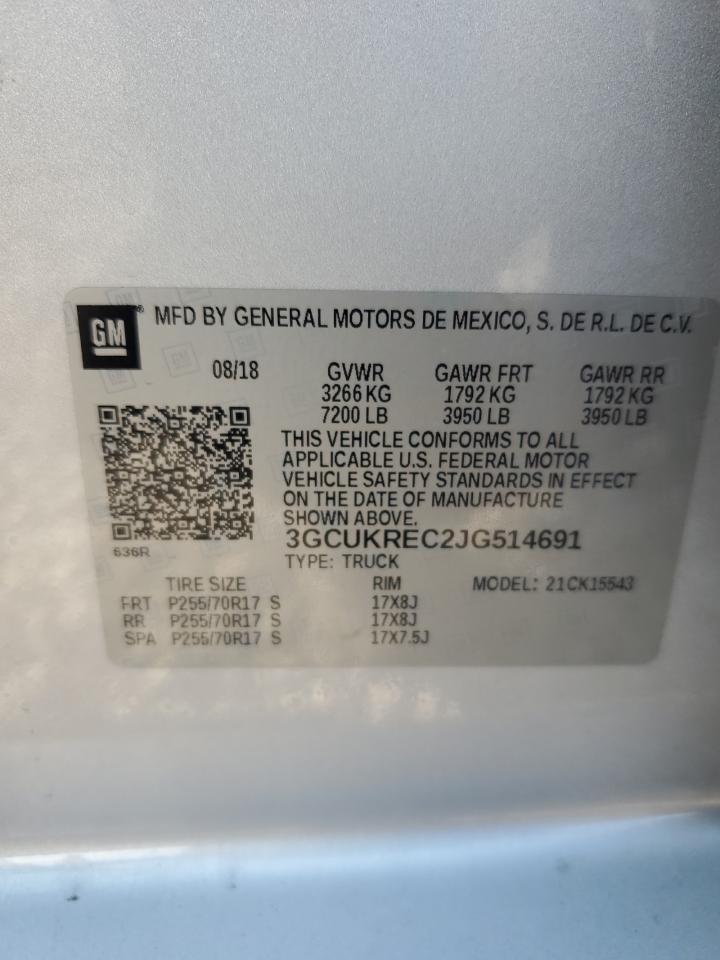 GM® MFD BY GENERAL MOTORS DE MEXICO, S. DE R.L. DE C.V.
08/18 GVWR GAWR FRT GAWR RR
3266 KG 1792 KG 1792 KG
7200 LB 3950 LB 3950 LB
THIS VEHICLE CONFORMS TO ALL
APPLICABLE U.S. FEDERAL MOTOR
VEHICLE SAFETY STANDARDS IN EFFECT
ON THE DATE OF MANUFACTURE
SHOWN ABOVE.
3GCUKREC2JG514691
636R
TYPE: TRUCK
TIRE SIZE RIM MODEL: 21CK15543
FRT P255/70R17 S 17X8J
RR P255/70R17 S 17X8J
SPA P255/70R17 S 17X7.5J